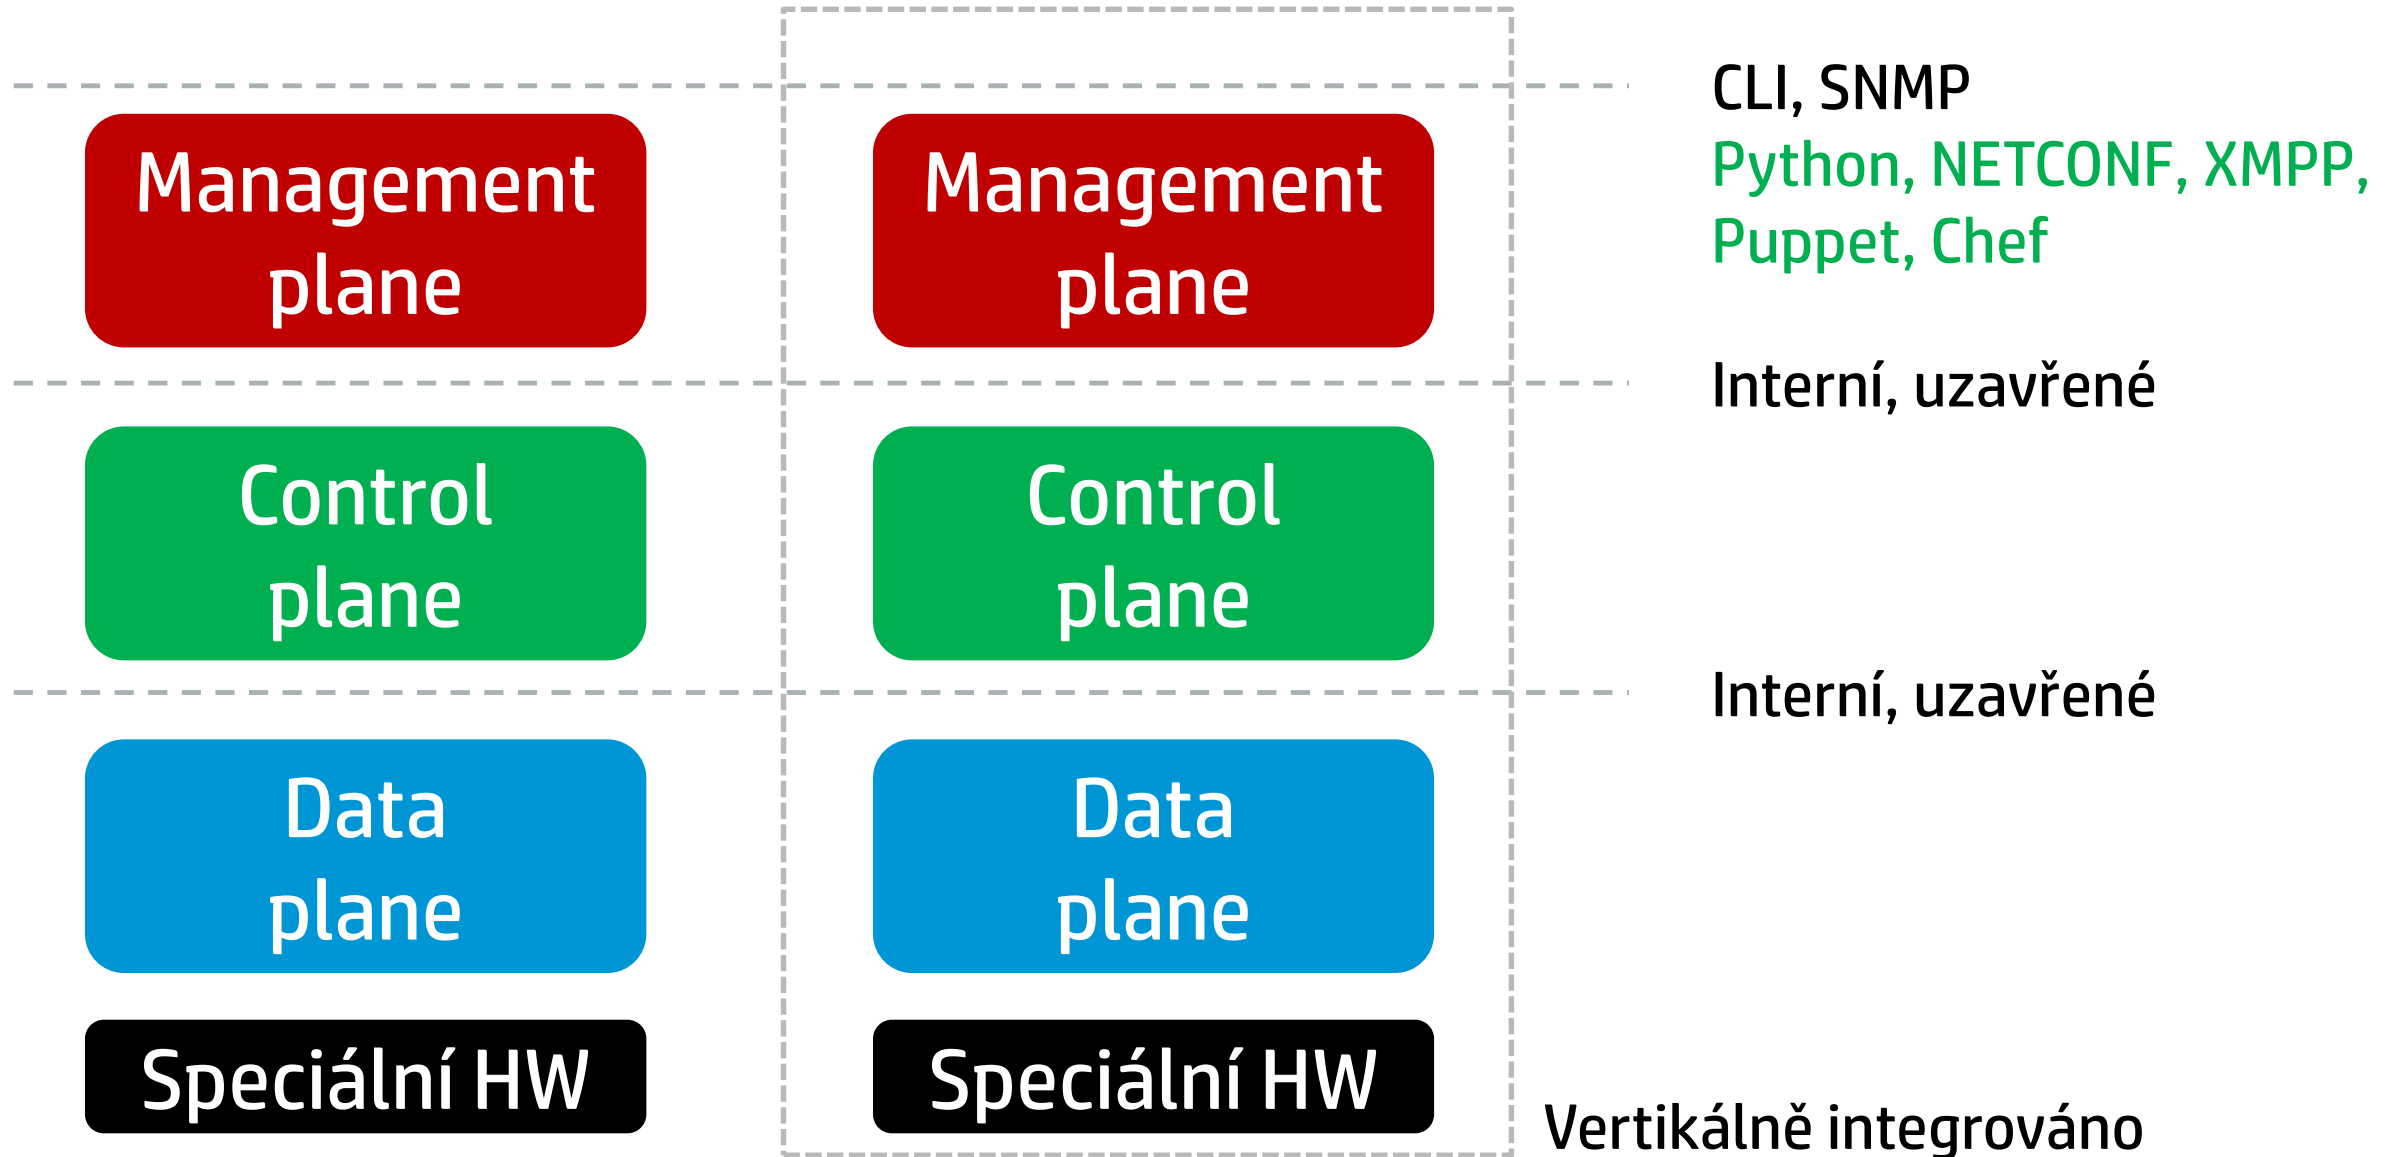 Management
plane
Management
plane
CLI, SNMP
Python, NETCONF, XMPP,
Puppet, Chef
Interní, uzavřené
Control
plane
Control
plane
Interní, uzavřené
Data
plane
Data
plane
Speciální HW
Speciální HW
Vertikálně integrováno